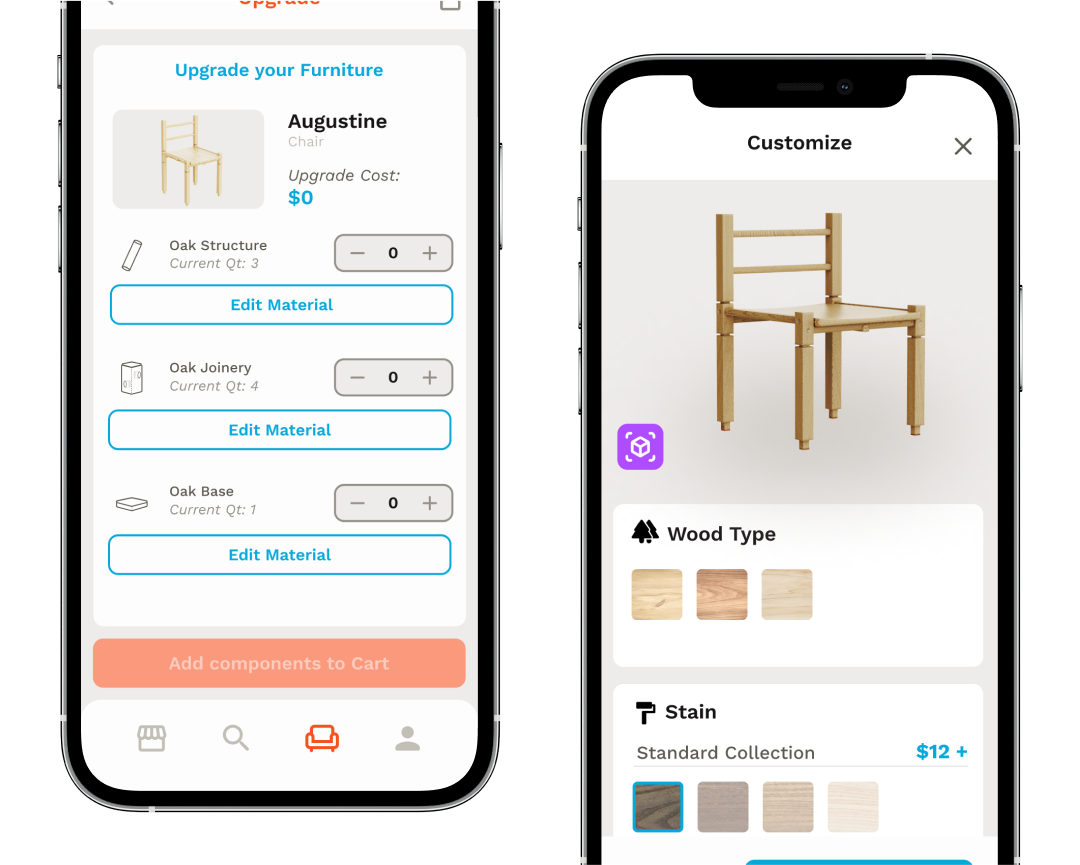 Upgrade
Upgrade your Furniture
Augustine
Chair
Upgrade Cost:
$0
Oak Structure
Current Qt: 3
0
Edit Material
Oak Joinery
Current Qt: 4
0
Edit Material
Oak Base
Current Qt: 1
0
Edit Material
Add components to Cart
Customize
Wood Type
Stain
Standard Collection
$12 +